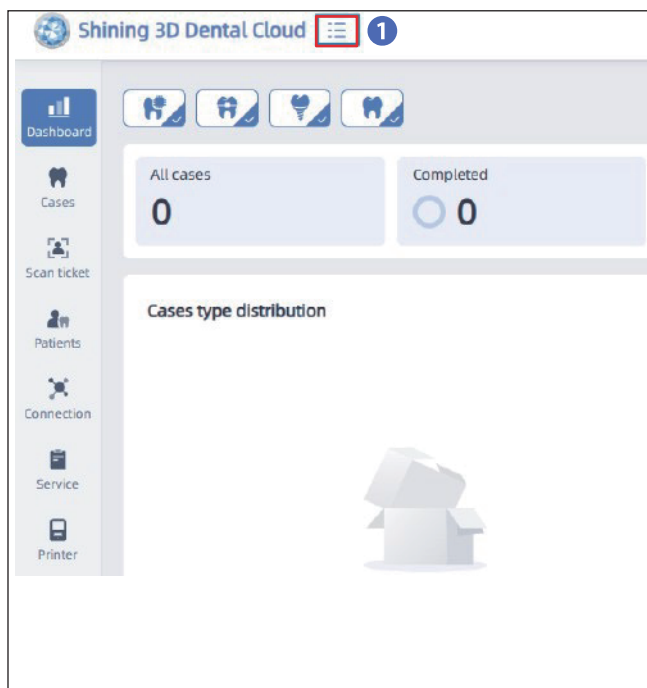 Shining 3D Dental Cloud 1
Dashboard
Cases
Scan ticket
Patients
Connection
Service
Printer
All cases
0
Completed
0
Cases type distribution